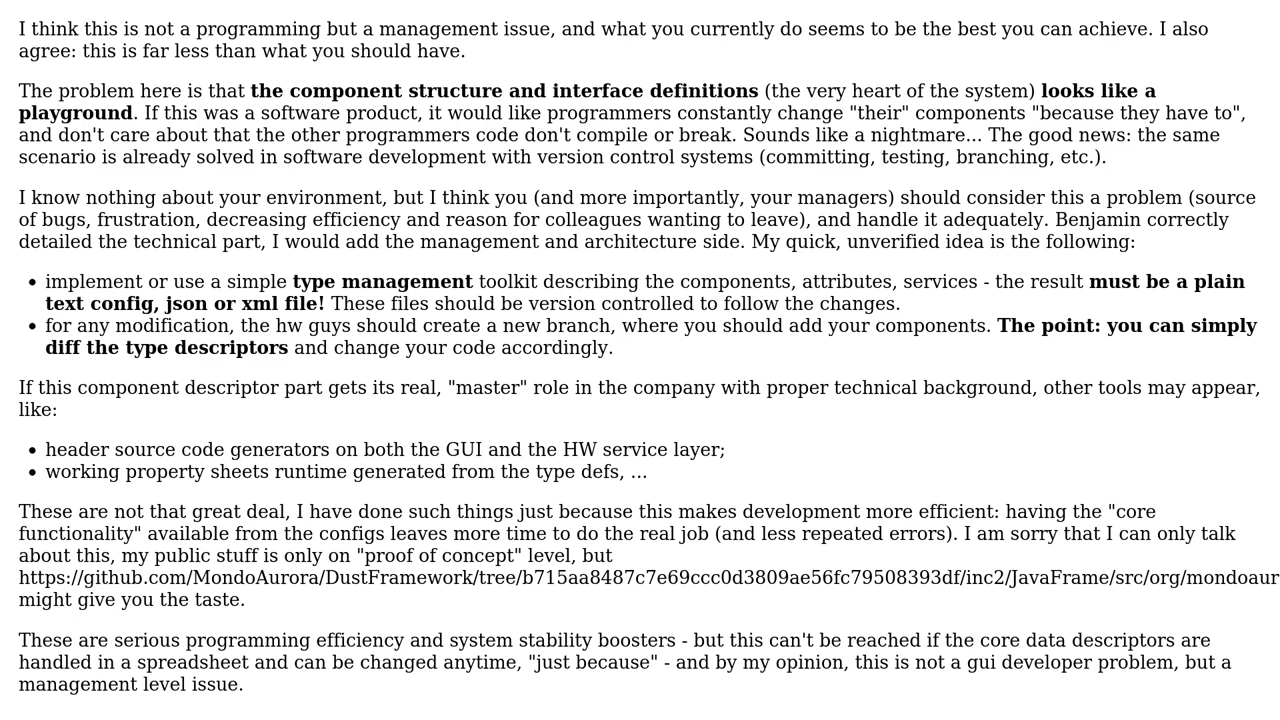 I think this is not a programming but a management issue, and what you currently do seems to be the best you can achieve. I also
agree: this is far less than what you should have.
The problem here is that the component structure and interface definitions (the very heart of the system) looks like a
playground. If this was a software product, it would like programmers constantly change "their" components "because they have to",
and don't care about that the other programmers code don't compile or break. Sounds like a nightmare... The good news: the same
scenario is already solved in software development with version control systems (committing, testing, branching, etc.).
I know nothing about your environment, but I think you (and more importantly, your managers) should consider this a problem (source
of bugs, frustration, decreasing efficiency and reason for colleagues wanting to leave), and handle it adequately. Benjamin correctly
detailed the technical part, I would add the management and architecture side. My quick, unverified idea is the following:
• implement or use a simple type management toolkit describing the components, attributes, services - the result must be a plain
text config, json or xml file! These files should be version controlled to follow the changes.
• for any modification, the hw guys should create a new branch, where you should add your components. The point: you can simply
diff the type descriptors and change your code accordingly.
If this component descriptor part gets its real, "master" role in the company with proper technical background, other tools may appear,
like:
• header source code generators on both the GUI and the HW service layer;
• working property sheets runtime generated from the type defs, ...
These are not that great deal, I have done such things just because this makes development more efficient: having the "core
functionality" available from the configs leaves more time to do the real job (and less repeated errors). I am sorry that I can only talk
about this, my public stuff is only on "proof of concept" level, but
https://github.com/MondoAurora/DustFramework/tree/b715aa8487c7e69ccc0d3809ae56fc79508393df/inc2/JavaFrame/src/org/mondoaur
might give you the taste.
These are serious programming efficiency and system stability boosters - but this can't be reached if the core data descriptors are
handled in a spreadsheet and can be changed anytime, "just because" - and by my opinion, this is not a gui developer problem, but a
management level issue.